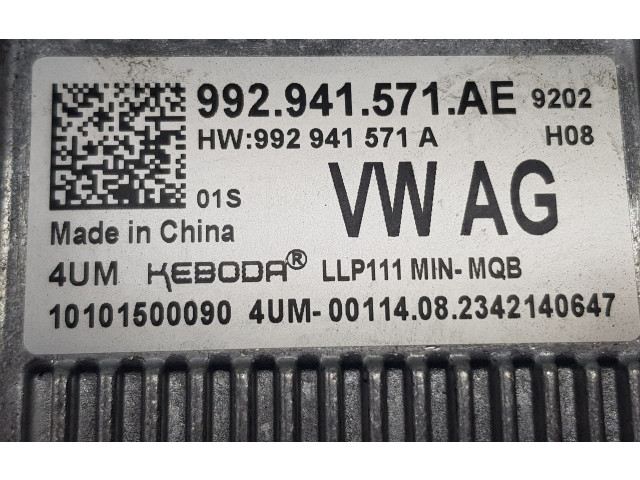 992.941.571.AE 9202
HW:992 941 571 A H08
01S VW AG
Made in China
4UM KEBODA® LLP111 MIN- MQB
10101500090 4UM- 00114.08.2342140647